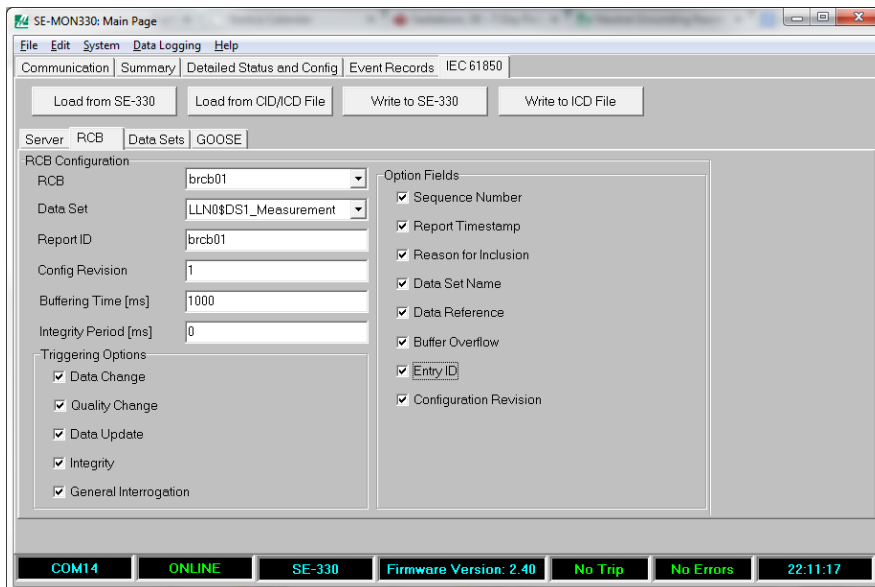 SE-MON330: Main Page
File Edit System Data Logging Help
Communication Summary Detailed Status and Config Event Records IEC 61850
Load from SE-330 Load from CID/ICD File Write to SE-330 Write to ICD File
Server RCB Data Sets GOOSE
RCB Configuration
RCB brcb01
Data Set LLN0$DS1_Measurement
Report ID brcb01
Config Revision 1
Buffering Time [ms] 1000
Integrity Period [ms] 0
Triggering Options
Data Change
Quality Change
Data Update
Integrity
General Interrogation
Option Fields
Sequence Number
Report Timestamp
Reason for Inclusion
Data Set Name
Data Reference
Buffer Overflow
Entry ID
Configuration Revision
COM14 ONLINE SE-330 Firmware Version: 2.40 No Trip No Errors 22:11:17